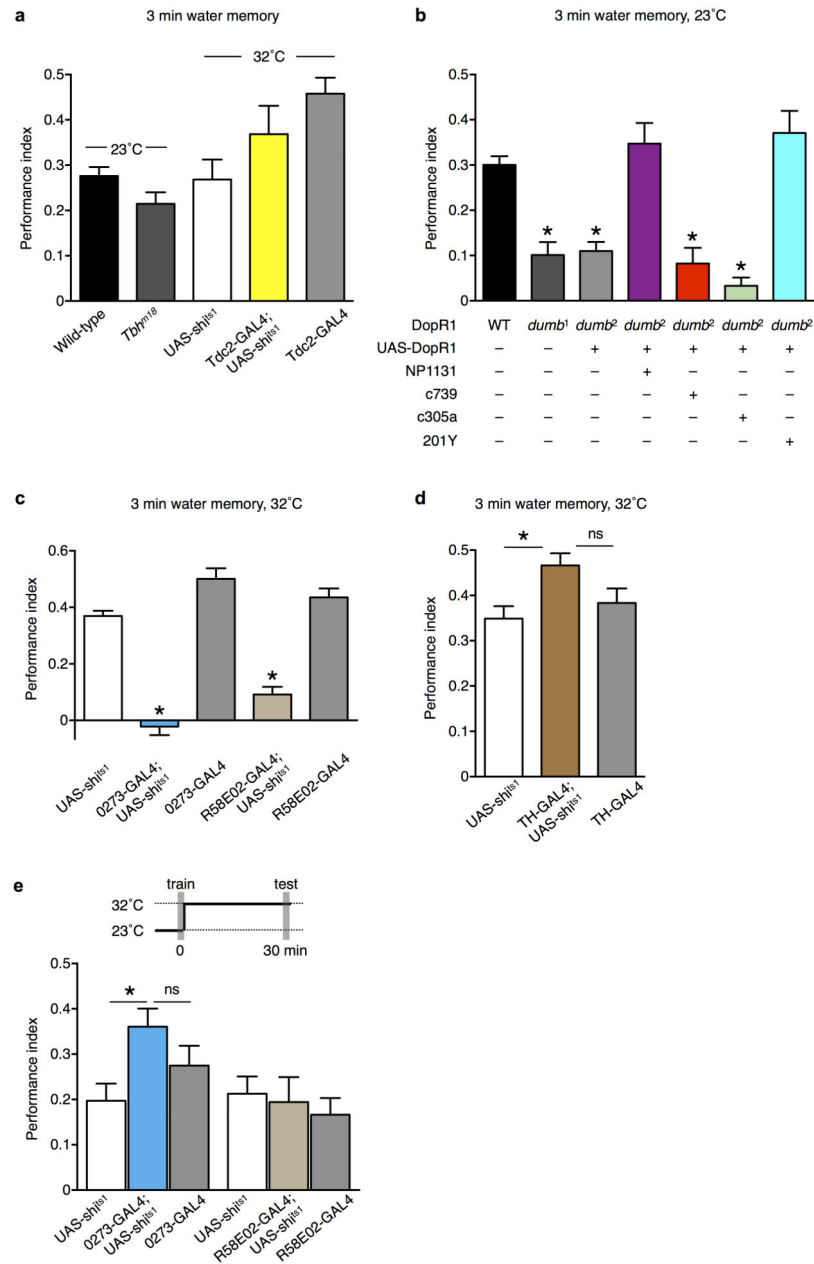 a
3 min water memory
32˚C
23˚C
Performance index
0.5
0.4
0.3
0.2
0.1
0
Wild-type
Tbhᵐ¹⁸
UAS-shiᵗˢ¹
Tdc2-GAL4;
UAS-shiᵗˢ¹
Tdc2-GAL4
b
3 min water memory, 23˚C
Performance index
0.5
0.4
0.3
0.2
0.1
0
* * * *
DopR1 WT dumb¹ dumb² dumb² dumb² dumb² dumb²
UAS-DopR1 – – + + + + +
NP1131 – – – + – – –
c739 – – – – + – –
c305a – – – – – + –
201Y – – – – – – +
c
3 min water memory, 32˚C
Performance index
0.6
0.4
0.2
0
* *
UAS-shiᵗˢ¹
0273-GAL4;
UAS-shiᵗˢ¹
0273-GAL4
R58E02-GAL4;
UAS-shiᵗˢ¹
R58E02-GAL4
d
3 min water memory, 32˚C
Performance index
0.5
0.4
0.3
0.2
0.1
0
* ns
UAS-shiᵗˢ¹
TH-GAL4;
UAS-shiᵗˢ¹
TH-GAL4
e
train test
32˚C
23˚C
0 30 min
Performance index
0.5
0.4
0.3
0.2
0.1
0
* ns
UAS-shiᵗˢ¹
0273-GAL4;
UAS-shiᵗˢ¹
0273-GAL4
UAS-shiᵗˢ¹
R58E02-GAL4;
UAS-shiᵗˢ¹
R58E02-GAL4